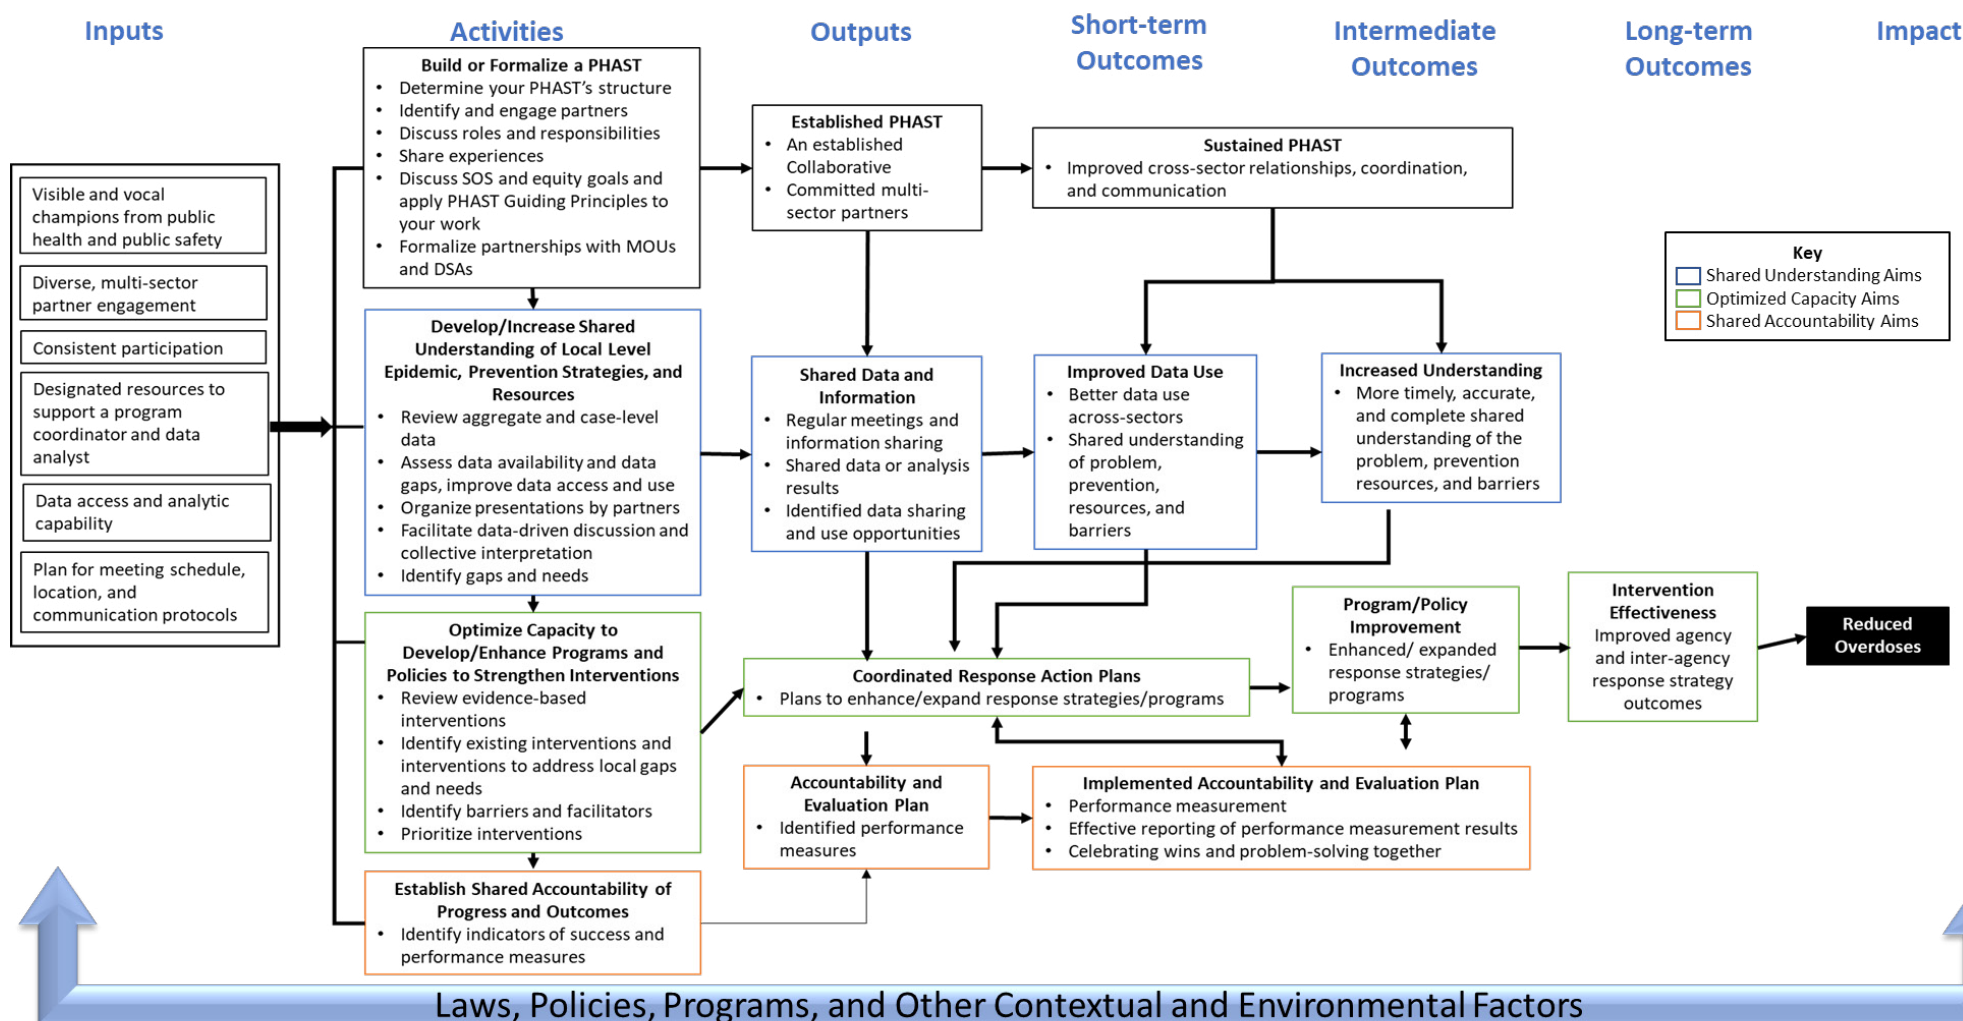 Inputs
Activities
Outputs
Short-term
Outcomes
Intermediate
Outcomes
Long-term
Outcomes
Impact
Visible and vocal
champions from public
health and public safety
Diverse, multi-sector
partner engagement
Consistent participation
Designated resources to
support a program
coordinator and data
analyst
Data access and analytic
capability
Plan for meeting schedule,
location, and
communication protocols
Build or Formalize a PHAST
• Determine your PHAST’s structure
• Identify and engage partners
• Discuss roles and responsibilities
• Share experiences
• Discuss SOS and equity goals and
apply PHAST Guiding Principles to
your work
• Formalize partnerships with MOUs
and DSAs
Develop/Increase Shared
Understanding of Local Level
Epidemic, Prevention Strategies, and
Resources
• Review aggregate and case-level
data
• Assess data availability and data
gaps, improve data access and use
• Organize presentations by partners
• Facilitate data-driven discussion and
collective interpretation
• Identify gaps and needs
Optimize Capacity to
Develop/Enhance Programs and
Policies to Strengthen Interventions
• Review evidence-based
interventions
• Identify existing interventions and
interventions to address local gaps
and needs
• Identify barriers and facilitators
• Prioritize interventions
Establish Shared Accountability of
Progress and Outcomes
• Identify indicators of success and
performance measures
Established PHAST
• An established
Collaborative
• Committed multi-
sector partners
Shared Data and
Information
• Regular meetings and
information sharing
• Shared data or analysis
results
• Identified data sharing
and use opportunities
Coordinated Response Action Plans
• Plans to enhance/expand response strategies/programs
Accountability and
Evaluation Plan
• Identified performance
measures
Sustained PHAST
• Improved cross-sector relationships, coordination,
and communication
Improved Data Use
• Better data use
across-sectors
• Shared understanding
of problem,
prevention,
resources, and
barriers
Increased Understanding
• More timely, accurate,
and complete shared
understanding of the
problem, prevention
resources, and barriers
Program/Policy
Improvement
• Enhanced/ expanded
response strategies/
programs
Implemented Accountability and Evaluation Plan
• Performance measurement
• Effective reporting of performance measurement results
• Celebrating wins and problem-solving together
Intervention
Effectiveness
Improved agency
and inter-agency
response strategy
outcomes
Reduced
Overdoses
Key
Shared Understanding Aims
Optimized Capacity Aims
Shared Accountability Aims
Laws, Policies, Programs, and Other Contextual and Environmental Factors